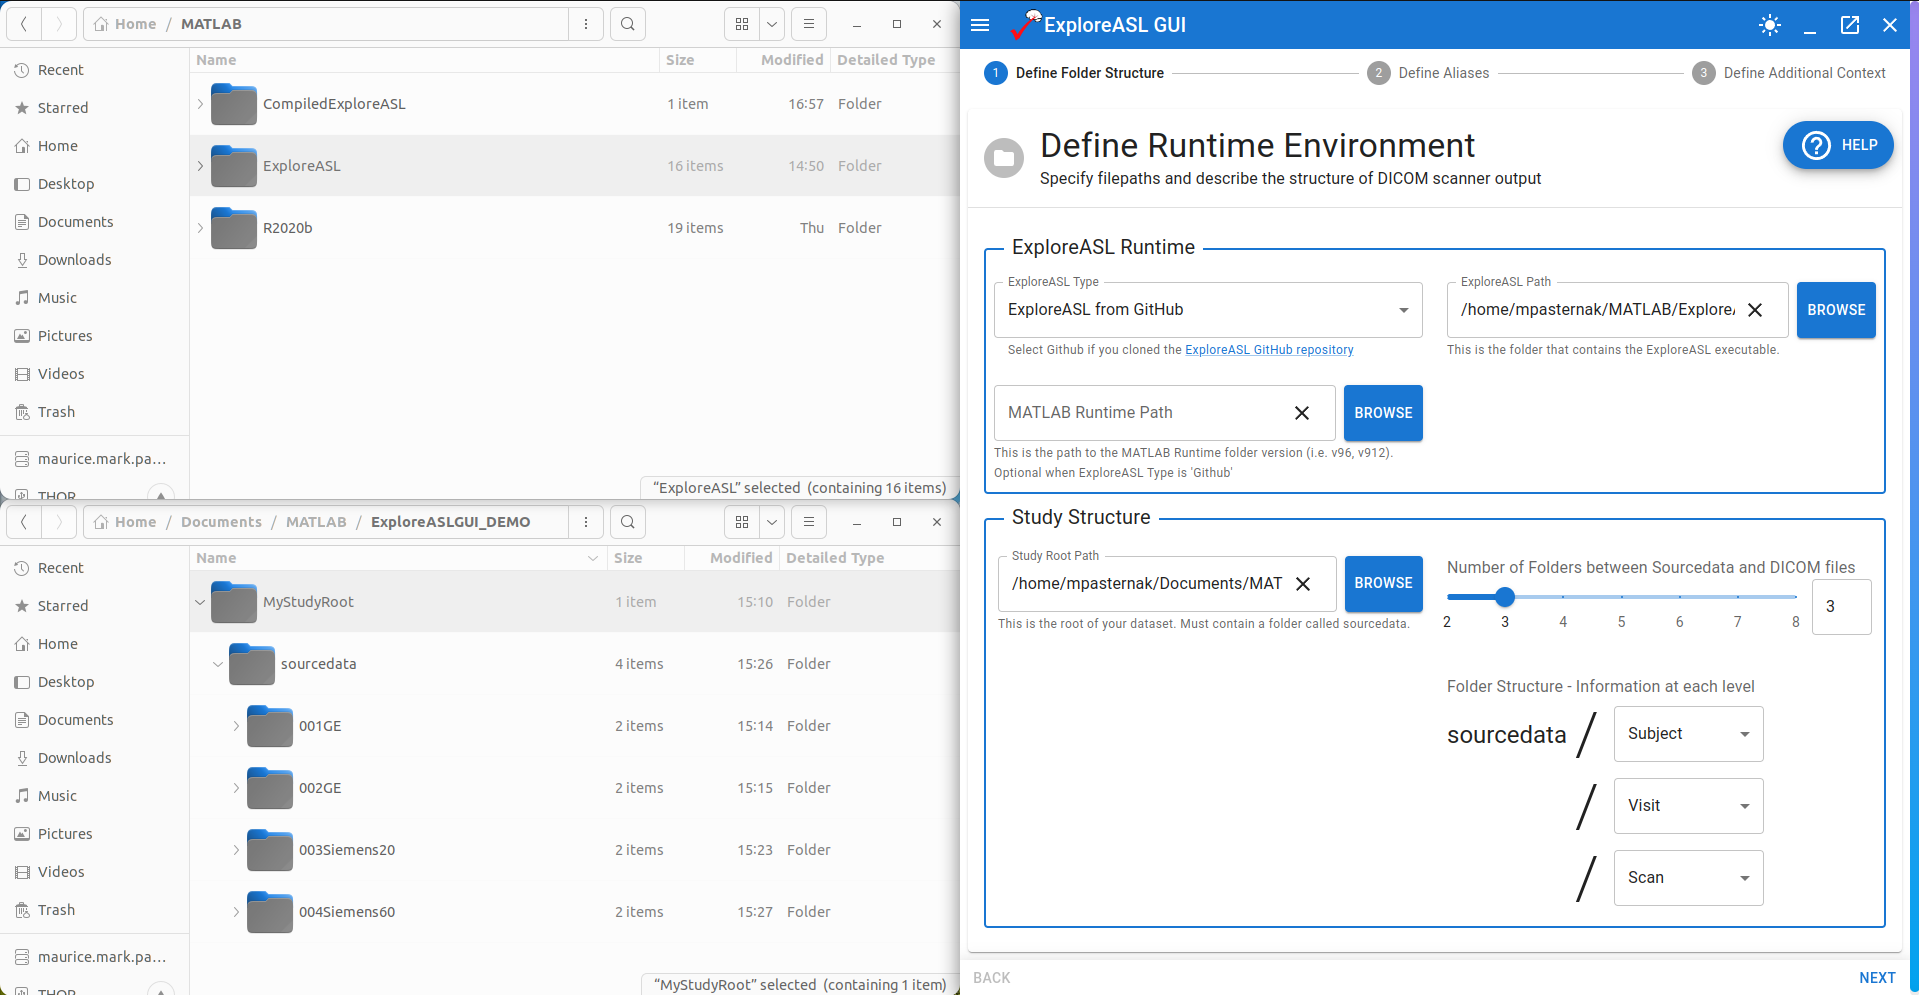 Home / MATLAB
Name Size Modified Detailed Type
Recent
Starred
Home
Desktop
Documents
Downloads
Music
Pictures
Videos
Trash
maurice.mark.pa...
THOR
CompiledExploreASL 1 item 16:57 Folder
ExploreASL 16 items 14:50 Folder
R2020b 19 items Thu Folder
“ExploreASL” selected (containing 16 items)
Home / Documents / MATLAB / ExploreASLGUI_DEMO
Name Size Modified Detailed Type
Recent
Starred
Home
Desktop
Documents
Downloads
Music
Pictures
Videos
Trash
maurice.mark.pa...
THOR
MyStudyRoot 1 item 15:10 Folder
sourcedata 4 items 15:26 Folder
001GE 2 items 15:14 Folder
002GE 2 items 15:15 Folder
003Siemens20 2 items 15:23 Folder
004Siemens60 2 items 15:27 Folder
“MyStudyRoot” selected (containing 1 item)
ExploreASL GUI
1 Define Folder Structure 2 Define Aliases 3 Define Additional Context
Define Runtime Environment
Specify filepaths and describe the structure of DICOM scanner output
HELP
ExploreASL Runtime
ExploreASL Type
ExploreASL from GitHub
Select Github if you cloned the ExploreASL GitHub repository
ExploreASL Path
/home/mpasternak/MATLAB/Explore
BROWSE
This is the folder that contains the ExploreASL executable.
MATLAB Runtime Path
BROWSE
This is the path to the MATLAB Runtime folder version (i.e. v96, v912).
Optional when ExploreASL Type is 'Github'
Study Structure
Study Root Path
/home/mpasternak/Documents/MAT
BROWSE
This is the root of your dataset. Must contain a folder called sourcedata.
Number of Folders between Sourcedata and DICOM files
2 3 4 5 6 7 8
3
Folder Structure - Information at each level
sourcedata / Subject
/ Visit
/ Scan
BACK
NEXT